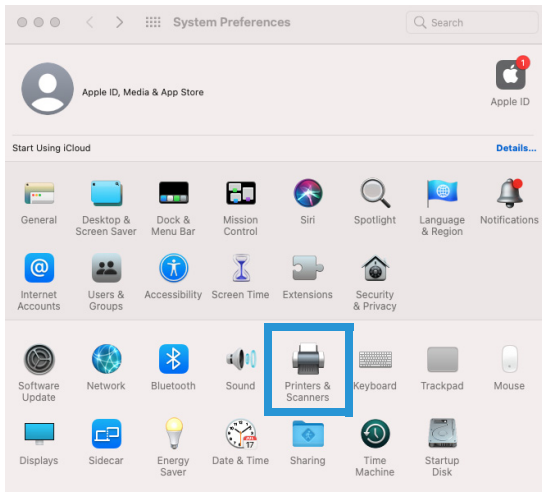 System Preferences
Search
1
Apple ID, Media & App Store
Apple ID
Start Using iCloud
Details...
General
Desktop &
Screen Saver
Dock &
Menu Bar
Mission
Control
Siri
Spotlight
Language
& Region
Notifications
Internet
Accounts
Users &
Groups
Accessibility
Screen Time
Extensions
Security
& Privacy
Software
Update
Network
Bluetooth
Sound
Printers &
Scanners
Keyboard
Trackpad
Mouse
Displays
Sidecar
Energy
Saver
17
Date & Time
Sharing
Time
Machine
Startup
Disk